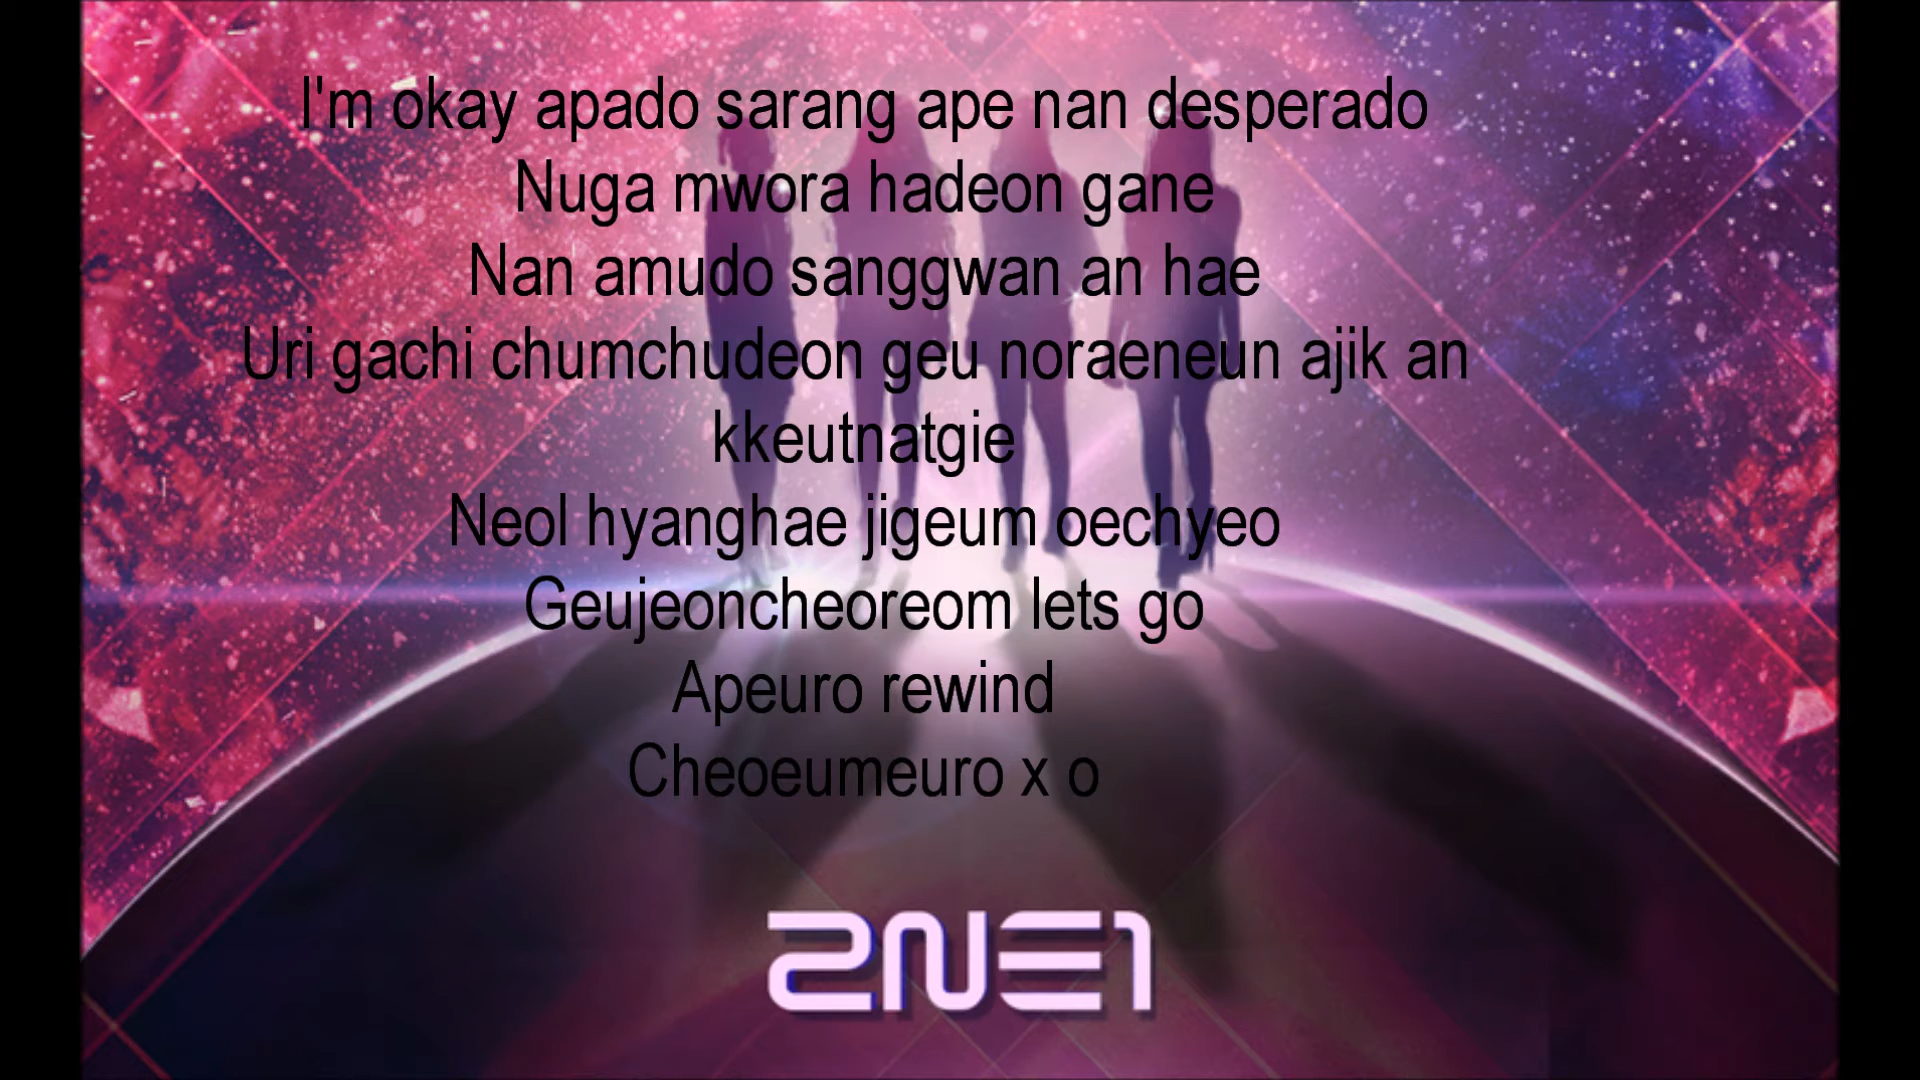 I'm okay apado sarang ape nan desperado
Nuga mwora hadeon gane
Nan amudo sanggwan an hae
Uri gachi chumchudeon geu noraeneun ajik an
kkeutnatgie
Neol hyanghae jigeum oechyeo
Geujeoncheoreom lets go
Apeuro rewind
Cheoeumeuro x o
2NE1